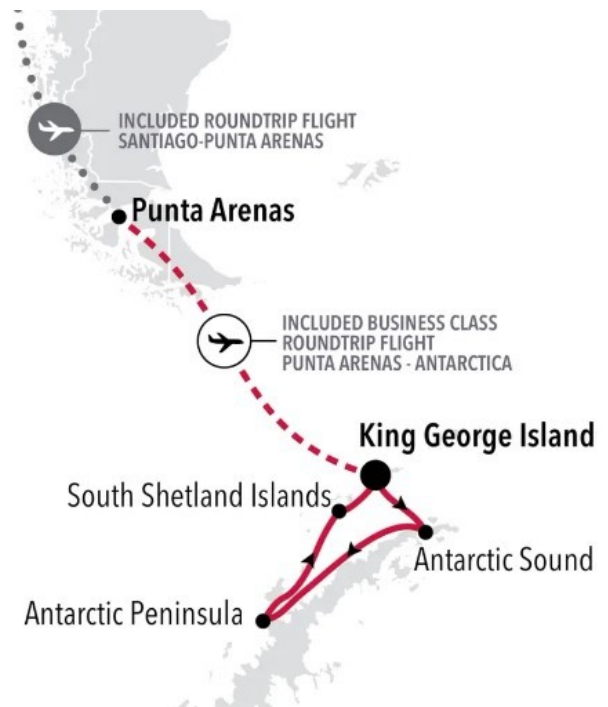 INCLUDED ROUNDTRIP FLIGHT
SANTIAGO-PUNTA ARENAS
Punta Arenas
INCLUDED BUSINESS CLASS
ROUNDTRIP FLIGHT
PUNTA ARENAS - ANTARCTICA
King George Island
South Shetland Islands
Antarctic Sound
Antarctic Peninsula